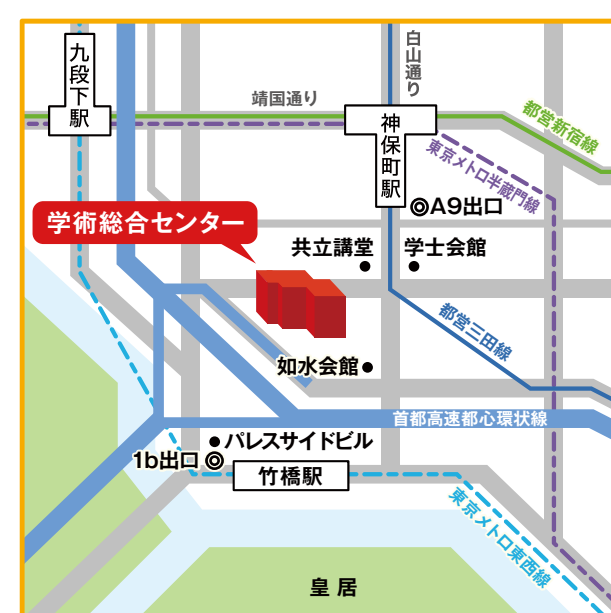 白山通り
九段下駅
靖国通り
神保町駅
都営新宿線
東京メトロ半蔵門線
◎A9出口
学術総合センター
共立講堂
学士会館
都営三田線
如水会館
首都高速都心環状線
パレスサイドビル
1b出口◎
竹橋駅
東京メトロ東西線
皇居